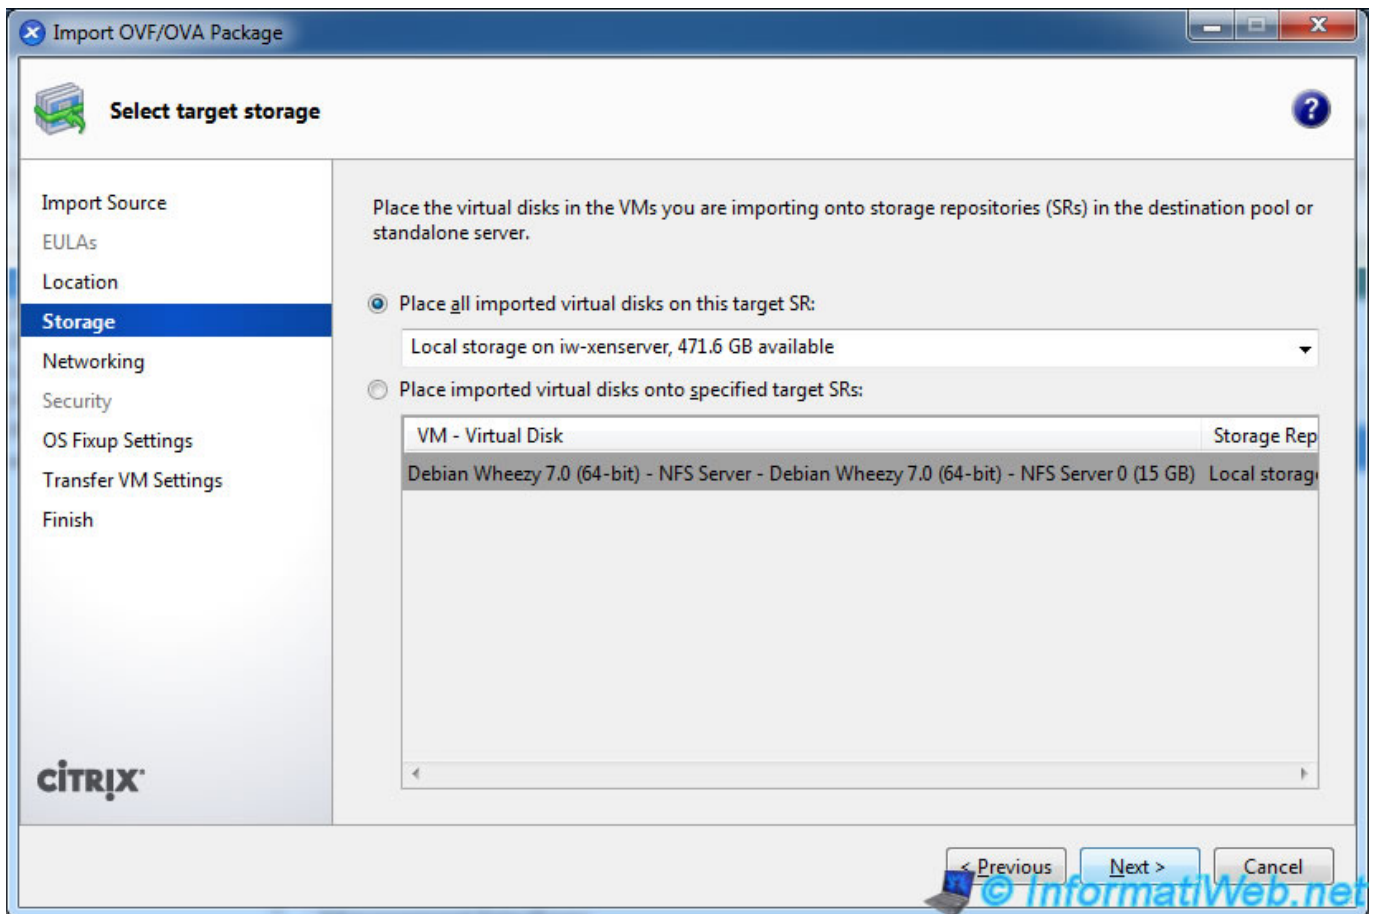 Import OVF/OVA Package
Select target storage
?
Import Source
EULAs
Location
Storage
Networking
Security
OS Fixup Settings
Transfer VM Settings
Finish
CİTRIX
Place the virtual disks in the VMs you are importing onto storage repositories (SRs) in the destination pool or
standalone server.
Place all imported virtual disks on this target SR:
Local storage on iw-xenserver, 471.6 GB available
Place imported virtual disks onto specified target SRs:
VM - Virtual Disk Storage Rep
Debian Wheezy 7.0 (64-bit) - NFS Server - Debian Wheezy 7.0 (64-bit) - NFS Server 0 (15 GB) Local storag
< Previous Next > Cancel
© InformatiWeb.net